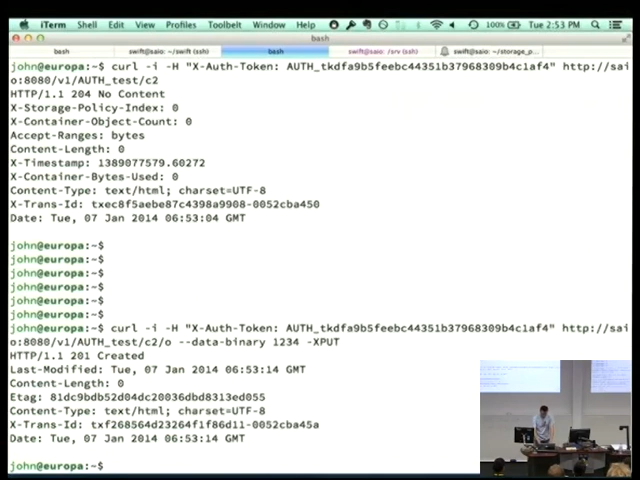 iTerm Shell Edit View Profiles Toolbelt Window Help 100% Tue 2:53 PM
bash
bash swift@saio: ~/swift (ssh) bash swift@saio: /srv (ssh) swift@saio: ~/storage_p...
john@europa:~$ curl -i -H "X-Auth-Token: AUTH_tkdfa9b5feebc44351b37968309b4c1af4" http://sai
o:8080/v1/AUTH_test/c2
HTTP/1.1 204 No Content
X-Storage-Policy-Index: 0
X-Container-Object-Count: 0
Accept-Ranges: bytes
Content-Length: 0
X-Timestamp: 1389077579.60272
X-Container-Bytes-Used: 0
Content-Type: text/html; charset=UTF-8
X-Trans-Id: txec8f5aebe87c4398a9908-0052cba450
Date: Tue, 07 Jan 2014 06:53:04 GMT
john@europa:~$
john@europa:~$
john@europa:~$
john@europa:~$
john@europa:~$
john@europa:~$
john@europa:~$ curl -i -H "X-Auth-Token: AUTH_tkdfa9b5feebc44351b37968309b4c1af4" http://sai
o:8080/v1/AUTH_test/c2/o --data-binary 1234 -XPUT
HTTP/1.1 201 Created
Last-Modified: Tue, 07 Jan 2014 06:53:14 GMT
Content-Length: 0
Etag: 81dc9bdb52d04dc20036dbd8313ed055
Content-Type: text/html; charset=UTF-8
X-Trans-Id: txf268564d23264f1f86d11-0052cba45a
Date: Tue, 07 Jan 2014 06:53:14 GMT
john@europa:~$